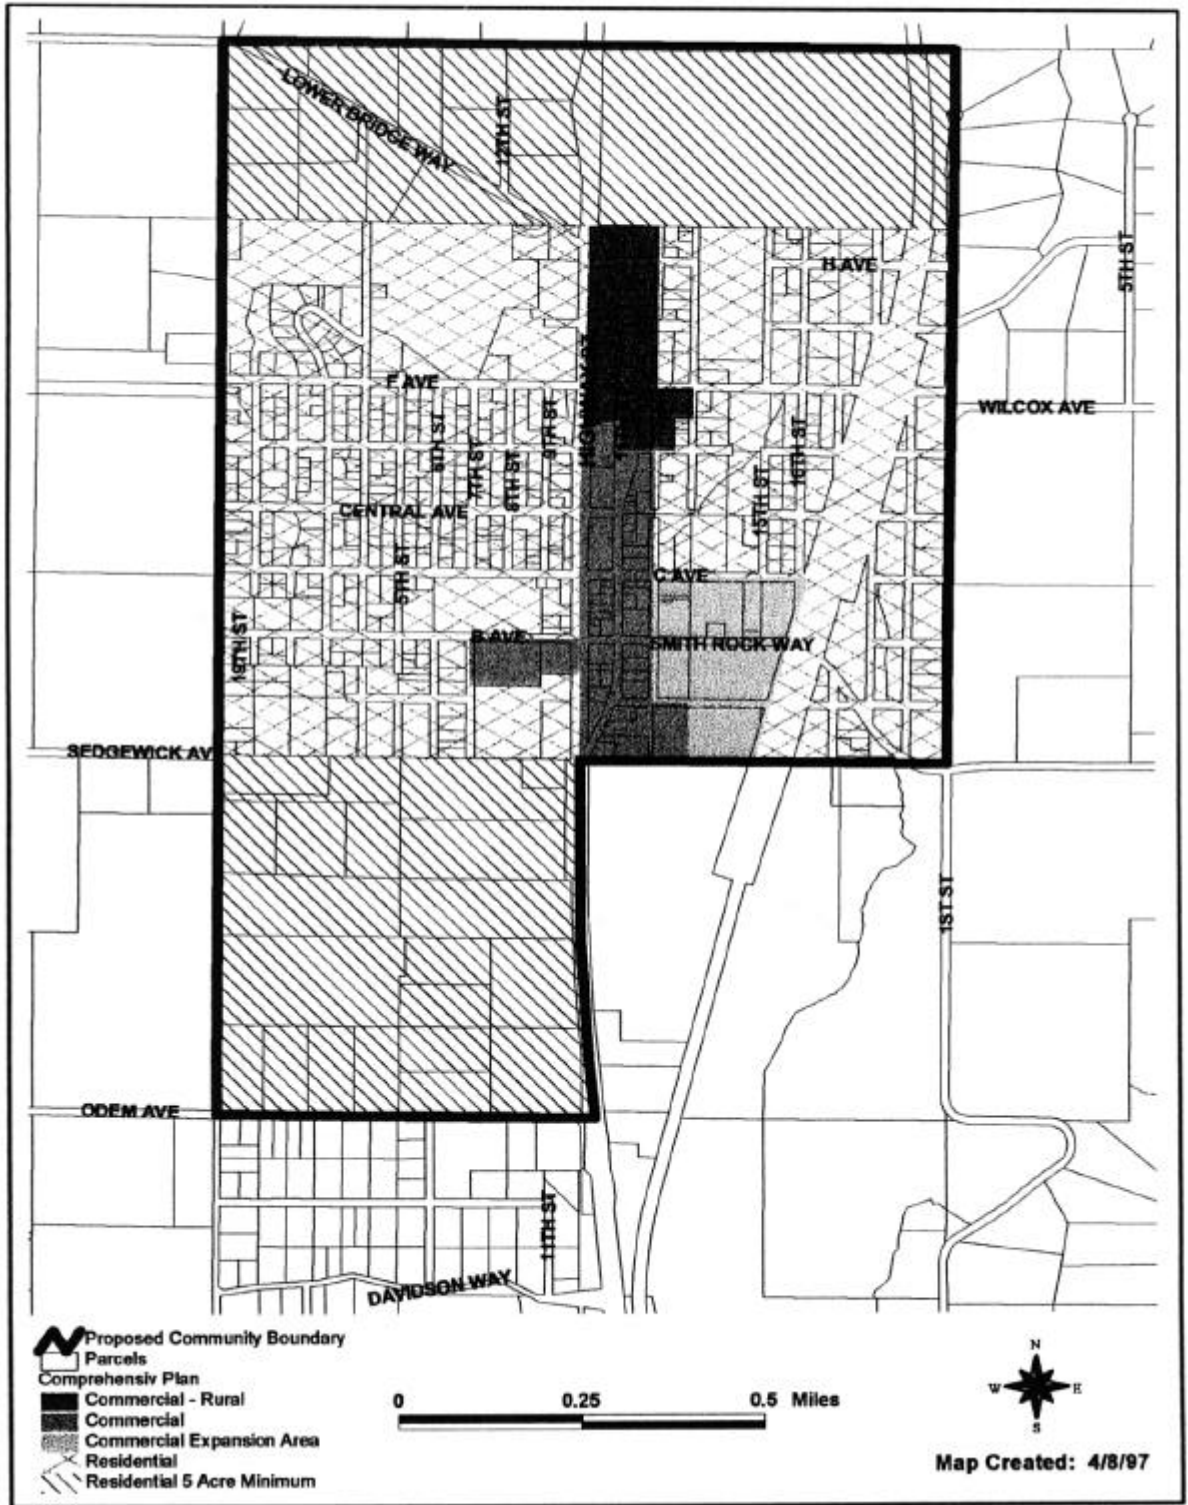 LOWER BRIDGE WAY
12TH ST
H AVE
5TH ST
F AVE
WILCOX AVE
6TH ST
7TH ST
8TH ST
9TH ST
15TH ST
16TH ST
CENTRAL AVE
5TH ST
C AVE
B AVE
SMITH ROCK WAY
18TH ST
SEDGEWICK AV
1ST ST
ODEM AVE
11TH ST
DAVIDSON WAY
Proposed Community Boundary
Parcels
Comprehensiv Plan
Commercial - Rural
Commercial
Commercial Expansion Area
Residential
Residential 5 Acre Minimum
0 0.25 0.5 Miles
N
W E
S
Map Created: 4/8/97